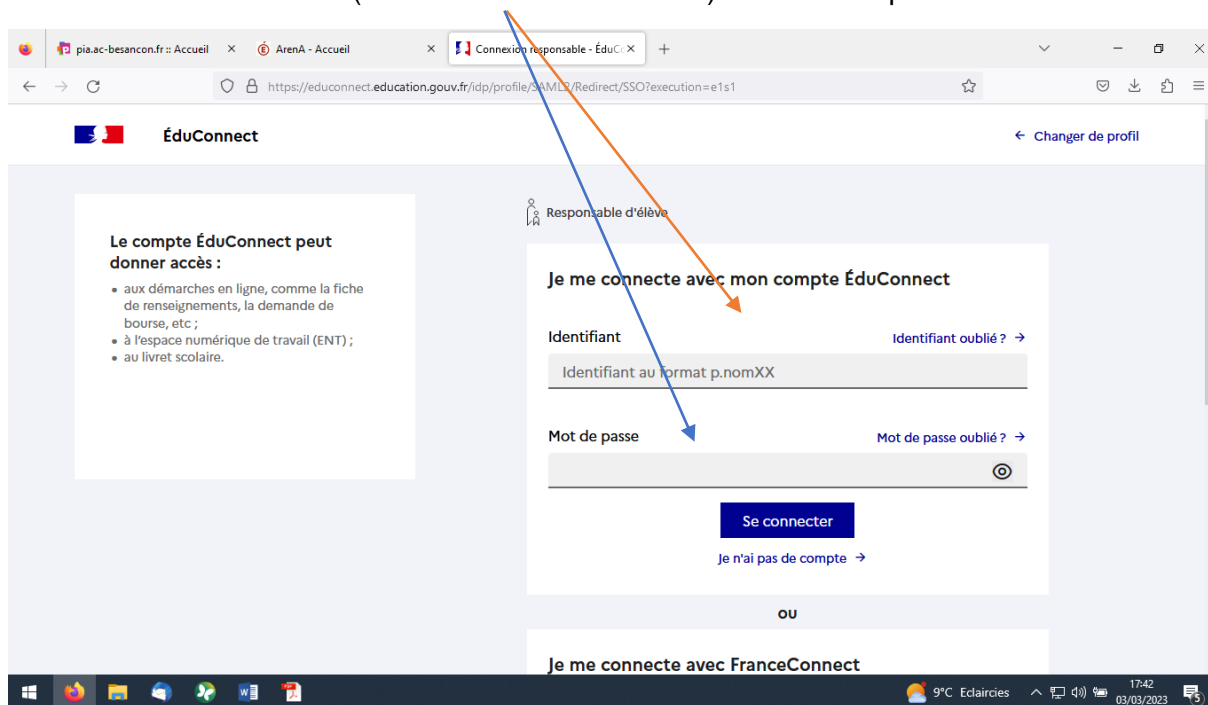 pia.ac-besancon.fr :: Accueil
ArenA - Accueil
Connexion responsable - ÉduCo
https://educonnect.education.gouv.fr/idp/profile/SAML2/Redirect/SSO?execution=e1s1
ÉduConnect
← Changer de profil
Le compte ÉduConnect peut
donner accès :
• aux démarches en ligne, comme la fiche
de renseignements, la demande de
bourse, etc ;
• à l'espace numérique de travail (ENT) ;
• au livret scolaire.
Responsable d'élève
Je me connecte avec mon compte ÉduConnect
Identifiant
Identifiant oublié ? →
Identifiant au format p.nomXX
Mot de passe
Mot de passe oublié ? →
Se connecter
Je n'ai pas de compte →
OU
Je me connecte avec FranceConnect
9°C Eclaircies
17:42
03/03/2023
5